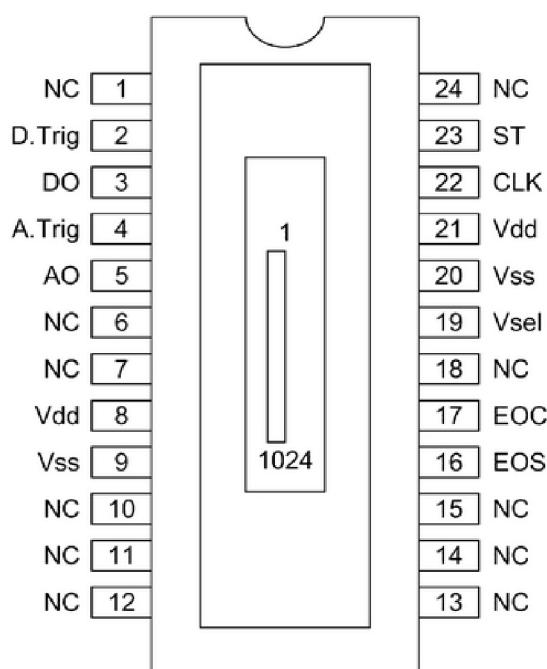 NC 1 24 NC
D.Trig 2 23 ST
DO 3 22 CLK
A.Trig 4 21 Vdd
1
AO 5 20 Vss
NC 6 19 Vsel
NC 7 18 NC
Vdd 8 17 EOC
Vss 9 1024 16 EOS
NC 10 15 NC
NC 11 14 NC
NC 12 13 NC